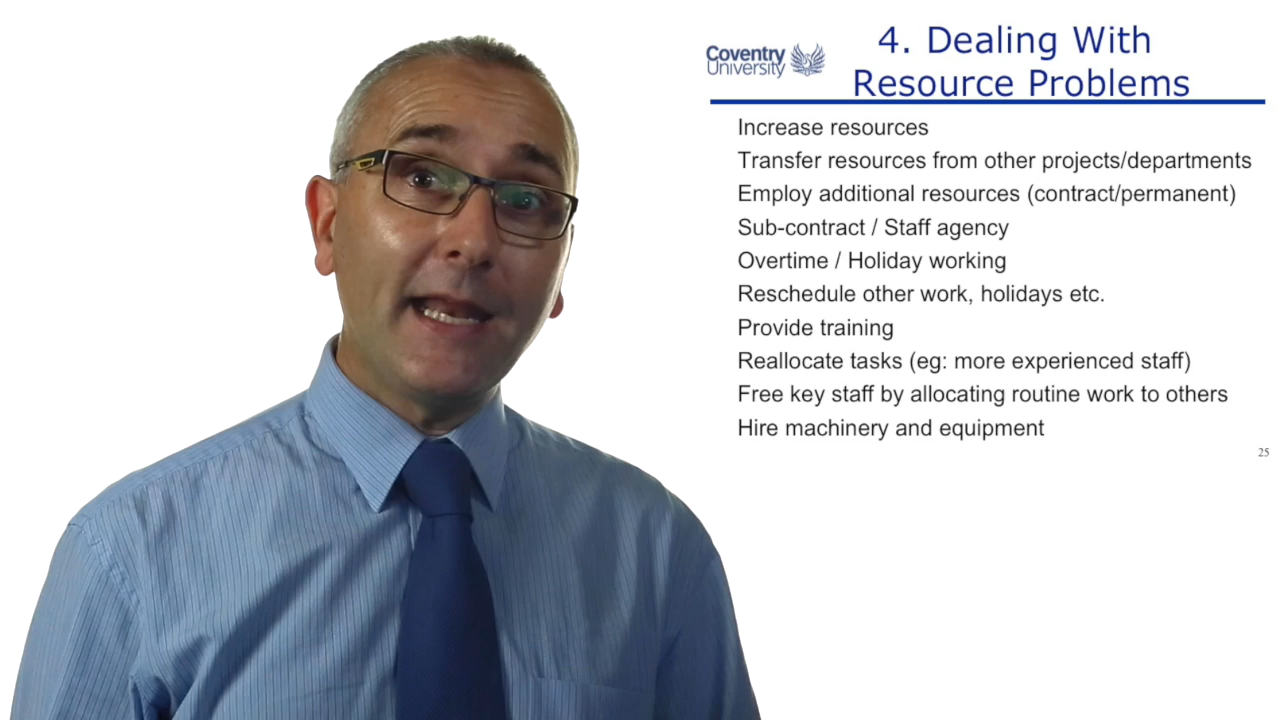 Coventry
University
4. Dealing With
Resource Problems
Increase resources
Transfer resources from other projects/departments
Employ additional resources (contract/permanent)
Sub-contract / Staff agency
Overtime / Holiday working
Reschedule other work, holidays etc.
Provide training
Reallocate tasks (eg: more experienced staff)
Free key staff by allocating routine work to others
Hire machinery and equipment
25